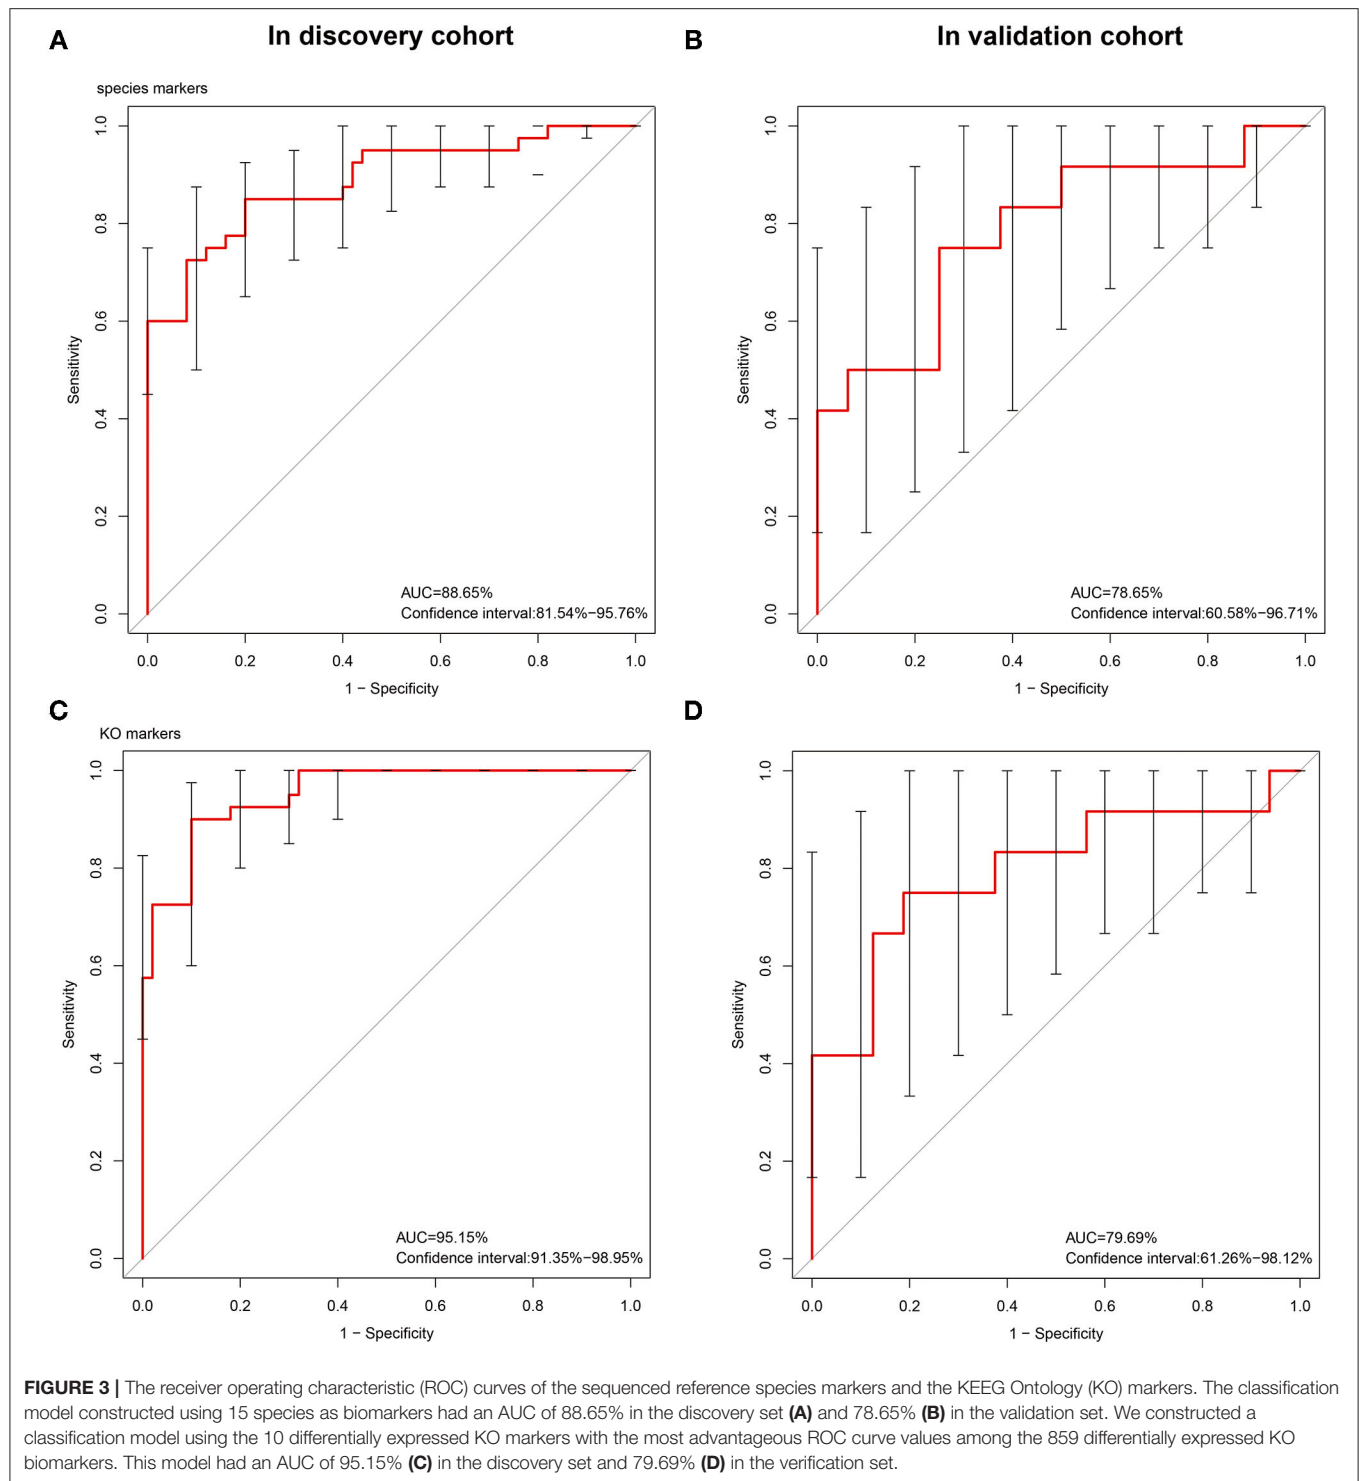 A
In discovery cohort
B
In validation cohort
species markers
1.0
0.8
0.6
0.4
0.2
0.0
Sensitivity
AUC=88.65%
Confidence interval:81.54%−95.76%
0.0 0.2 0.4 0.6 0.8 1.0
1 − Specificity
1.0
0.8
0.6
0.4
0.2
0.0
Sensitivity
AUC=78.65%
Confidence interval:60.58%−96.71%
0.0 0.2 0.4 0.6 0.8 1.0
1 − Specificity
C
D
KO markers
1.0
0.8
0.6
0.4
0.2
0.0
Sensitivity
AUC=95.15%
Confidence interval:91.35%−98.95%
0.0 0.2 0.4 0.6 0.8 1.0
1 − Specificity
1.0
0.8
0.6
0.4
0.2
0.0
Sensitivity
AUC=79.69%
Confidence interval:61.26%−98.12%
0.0 0.2 0.4 0.6 0.8 1.0
1 − Specificity
FIGURE 3 | The receiver operating characteristic (ROC) curves of the sequenced reference species markers and the KEEG Ontology (KO) markers. The classification
model constructed using 15 species as biomarkers had an AUC of 88.65% in the discovery set (A) and 78.65% (B) in the validation set. We constructed a
classification model using the 10 differentially expressed KO markers with the most advantageous ROC curve values among the 859 differentially expressed KO
biomarkers. This model had an AUC of 95.15% (C) in the discovery set and 79.69% (D) in the verification set.